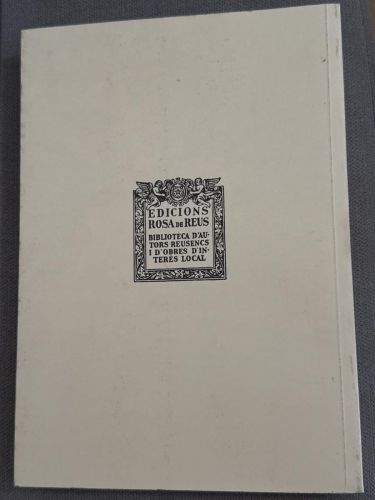 EDICIONS
ROSA DE REUS
BIBLIOTECA D'AU-
TORS REUSENCS
I D'OBRES D'IN-
TERÈS LOCAL